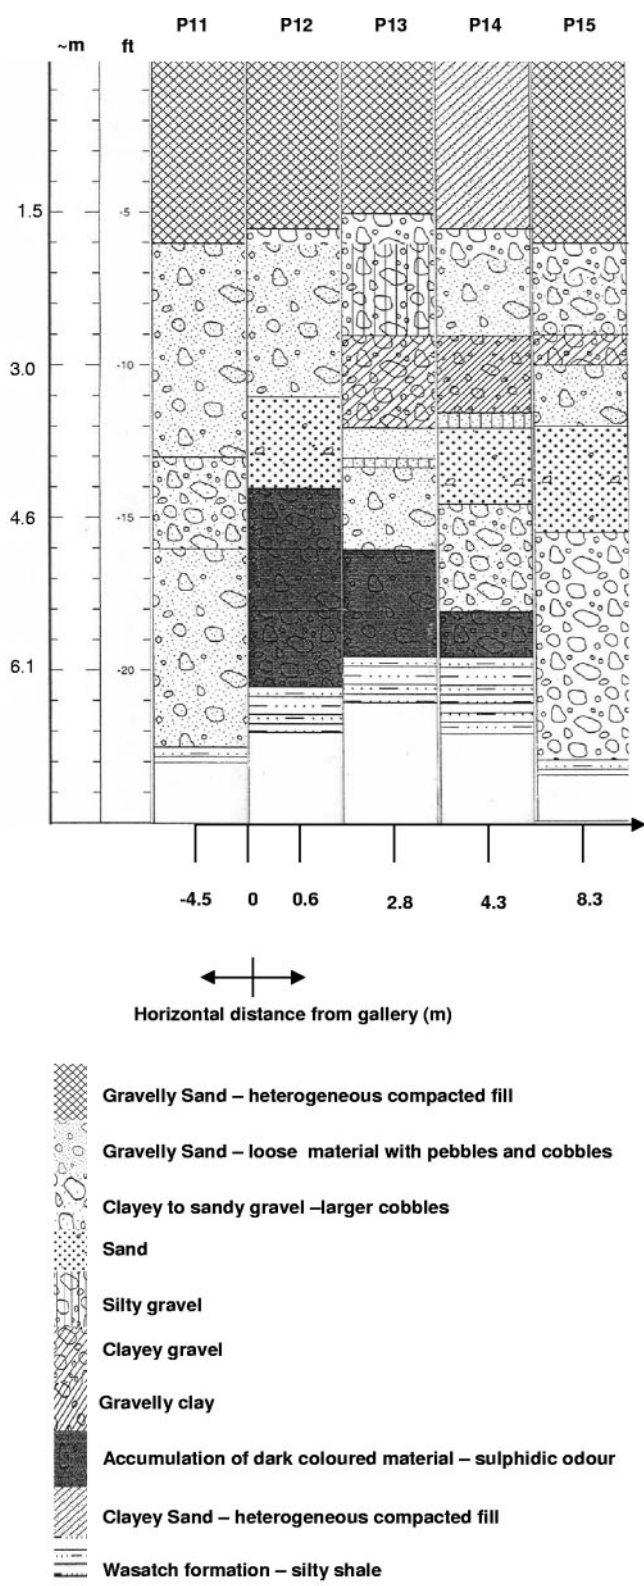 P11 P12 P13 P14 P15
~m ft
1.5 -5
3.0 -10
4.6 -15
6.1 -20
-4.5 0 0.6 2.8 4.3 8.3
Horizontal distance from gallery (m)
Gravelly Sand – heterogeneous compacted fill
Gravelly Sand – loose material with pebbles and cobbles
Clayey to sandy gravel –larger cobbles
Sand
Silty gravel
Clayey gravel
Gravelly clay
Accumulation of dark coloured material – sulphidic odour
Clayey Sand – heterogeneous compacted fill
Wasatch formation – silty shale